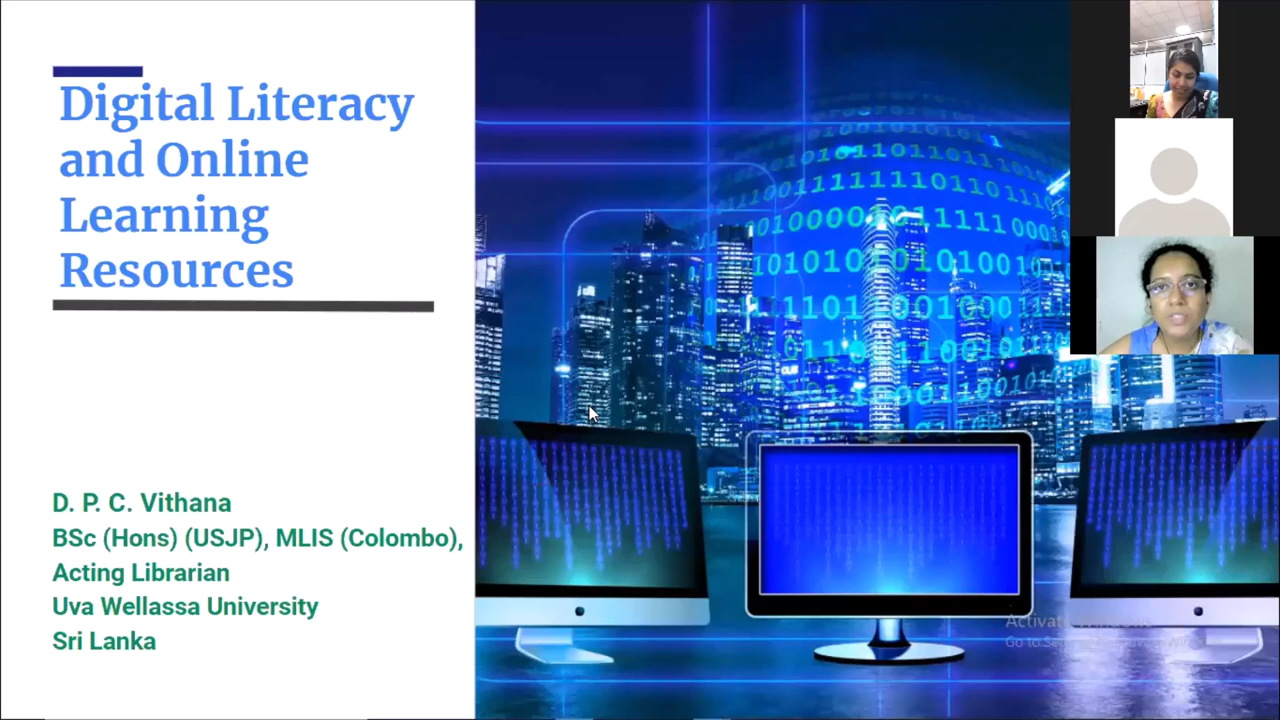 Digital Literacy
and Online
Learning
Resources
D. P. C. Vithana
BSc (Hons) (USJP), MLIS (Colombo),
Acting Librarian
Uva Wellassa University
Sri Lanka